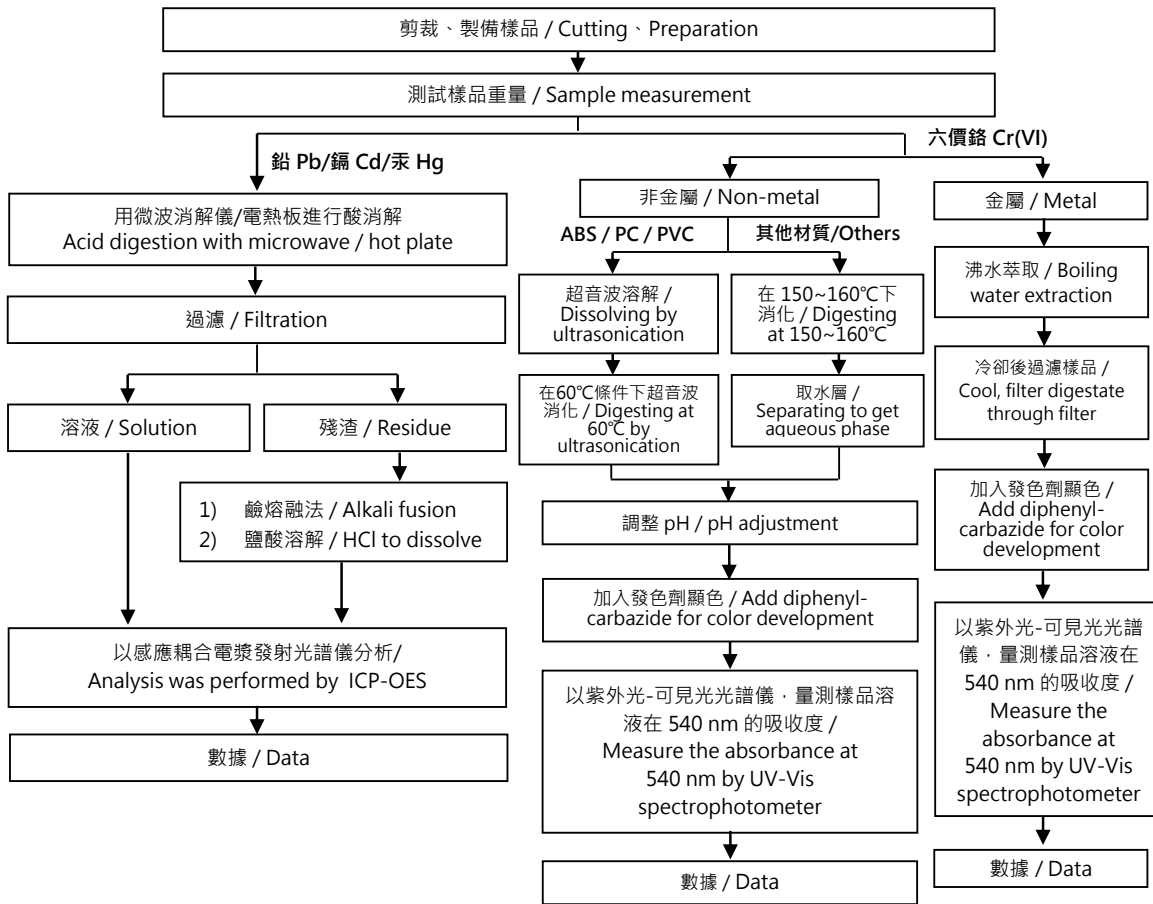 剪裁、製備樣品 / Cutting、Preparation
測試樣品重量 / Sample measurement
鉛 Pb/鎘 Cd/汞 Hg
六價鉻 Cr(VI)
用微波消解儀/電熱板進行酸消解
Acid digestion with microwave / hot plate
過濾 / Filtration
溶液 / Solution
殘渣 / Residue
1) 鹼熔融法 / Alkali fusion
2) 鹽酸溶解 / HCl to dissolve
以感應耦合電漿發射光譜儀分析/
Analysis was performed by ICP-OES
數據 / Data
非金屬 / Non-metal
ABS / PC / PVC
其他材質/Others
超音波溶解 /
Dissolving by
ultrasonication
在60℃條件下超音波
消化 / Digesting at
60℃ by
ultrasonication
在 150~160℃下
消化 / Digesting
at 150~160℃
取水層 /
Separating to get
aqueous phase
調整 pH / pH adjustment
加入發色劑顯色 / Add diphenyl-
carbazide for color development
以紫外光-可見光光譜儀，量測樣品溶
液在 540 nm 的吸收度 /
Measure the absorbance at
540 nm by UV-Vis
spectrophotometer
數據 / Data
金屬 / Metal
沸水萃取 / Boiling
water extraction
冷卻後過濾樣品 /
Cool, filter digestate
through filter
加入發色劑顯色 /
Add diphenyl-
carbazide for color
development
以紫外光-可見光光譜
儀，量測樣品溶液在
540 nm 的吸收度 /
Measure the
absorbance at
540 nm by UV-Vis
spectrophotometer
數據 / Data